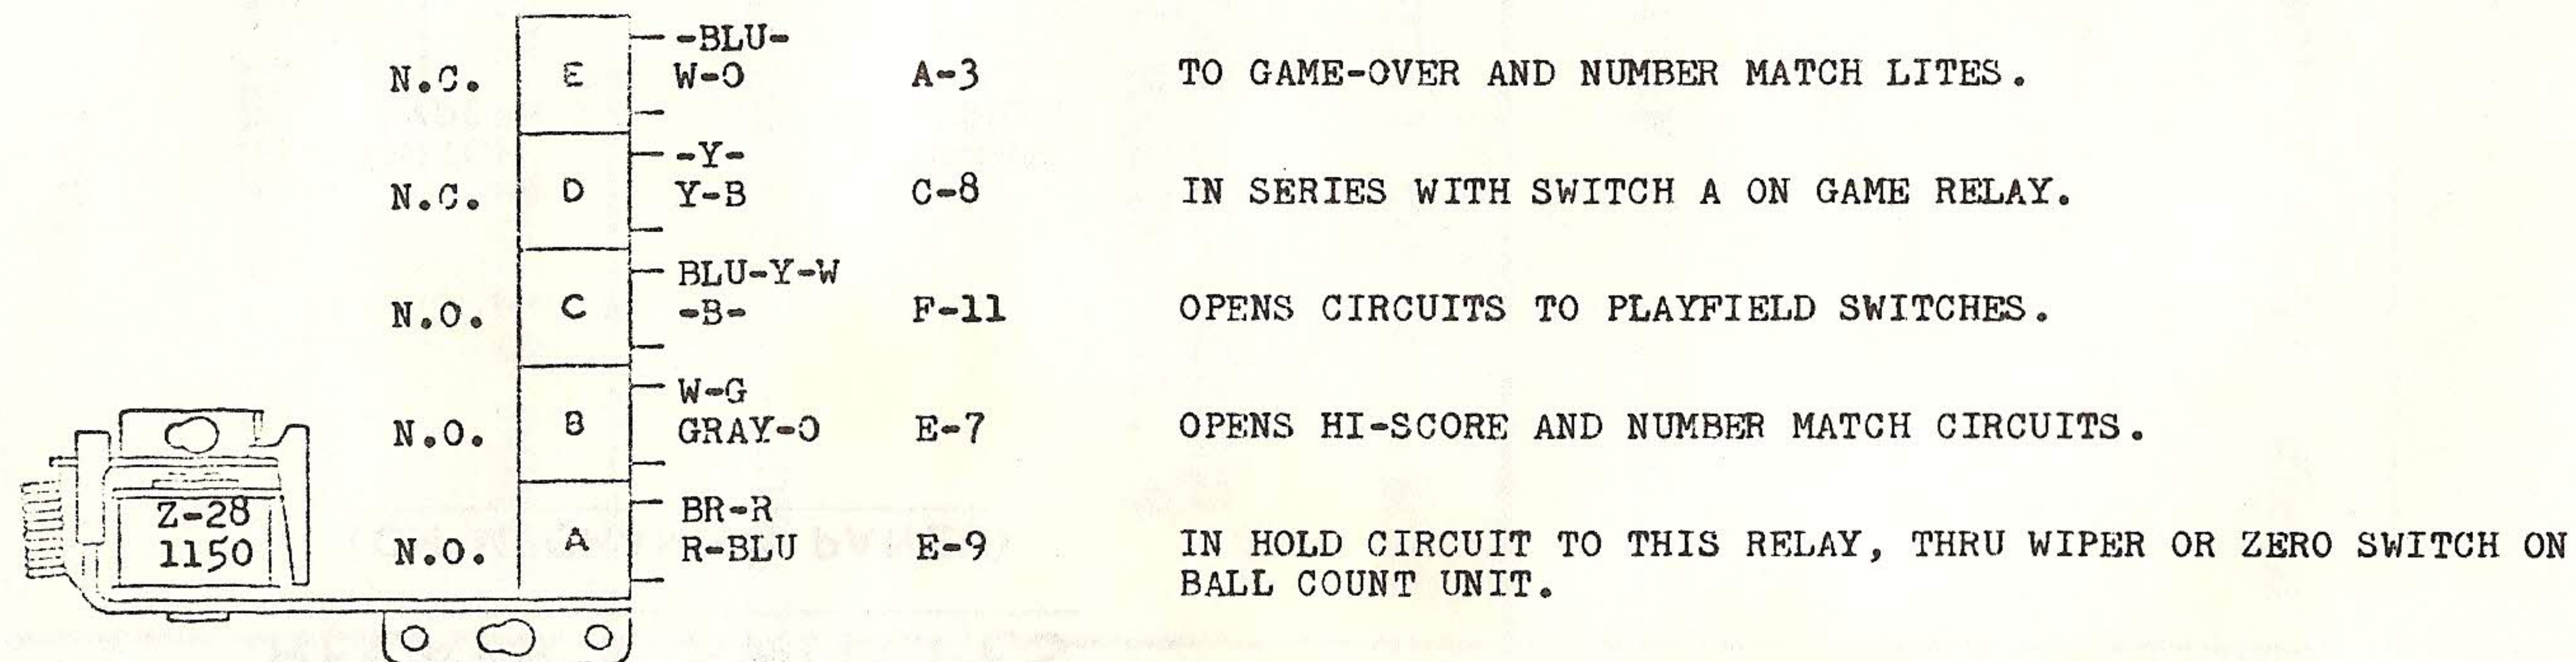 -BLU-
N.C. E W-O A-3 TO GAME-OVER AND NUMBER MATCH LITES.
-Y-
N.C. D Y-B C-8 IN SERIES WITH SWITCH A ON GAME RELAY.
BLU-Y-W
N.O. C -B- F-11 OPENS CIRCUITS TO PLAYFIELD SWITCHES.
W-G
N.O. B GRAY-O E-7 OPENS HI-SCORE AND NUMBER MATCH CIRCUITS.
Z-28 BR-R
1150 N.O. A R-BLU E-9 IN HOLD CIRCUIT TO THIS RELAY, THRU WIPER OR ZERO SWITCH ON
BALL COUNT UNIT.